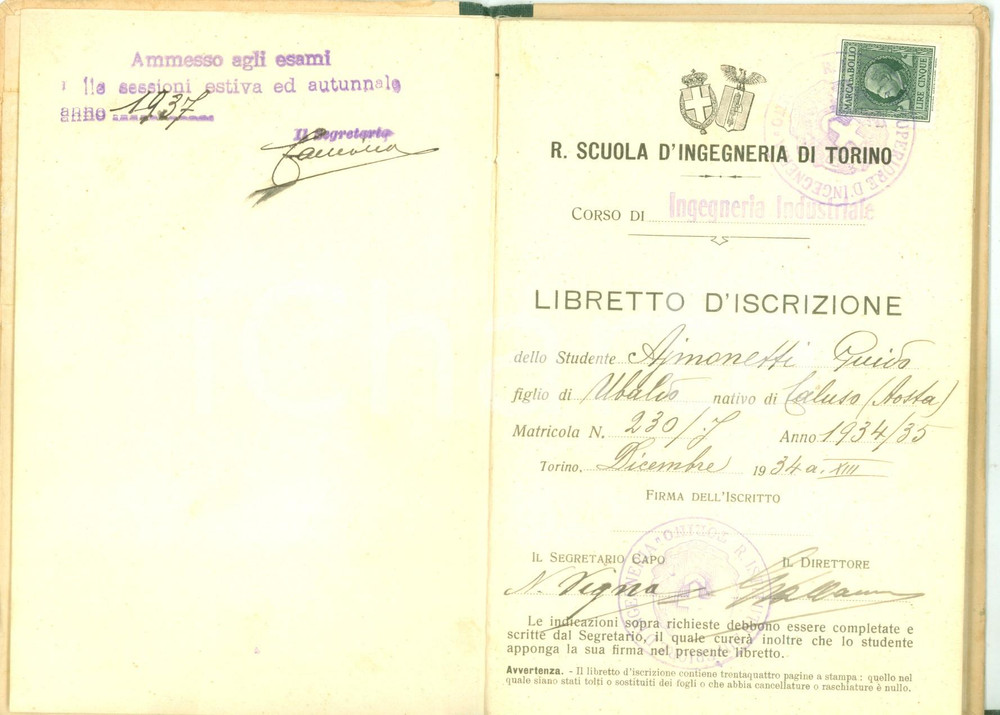 Ammesso agli esami
lle sessioni estiva ed autunnale
anno 1937
Il Segretario
MARCA DA BOLLO
LIRE CINQUE
R. SCUOLA D'INGEGNERIA DI TORINO
CORSO DI Ingegneria Industriale
LIBRETTO D'ISCRIZIONE
dello Studente Ajmonetti Guido
figlio di Ubaldo nativo di Caluso (Aosta)
Matricola N. 230/J Anno 1934/35
Torino, Dicembre 1934 a. XIII
FIRMA DELL'ISCRITTO
IL SEGRETARIO CAPO
IL DIRETTORE
N. Vigna
Le indicazioni sopra richieste debbono essere completate e
scritte dal Segretario, il quale curerà inoltre che lo studente
apponga la sua firma nel presente libretto.
Avvertenza. - Il libretto d'iscrizione contiene trentaquattro pagine a stampa: quello nel
quale siano stati tolti o sostituiti dei fogli o che abbia cancellature o raschiature è nullo.